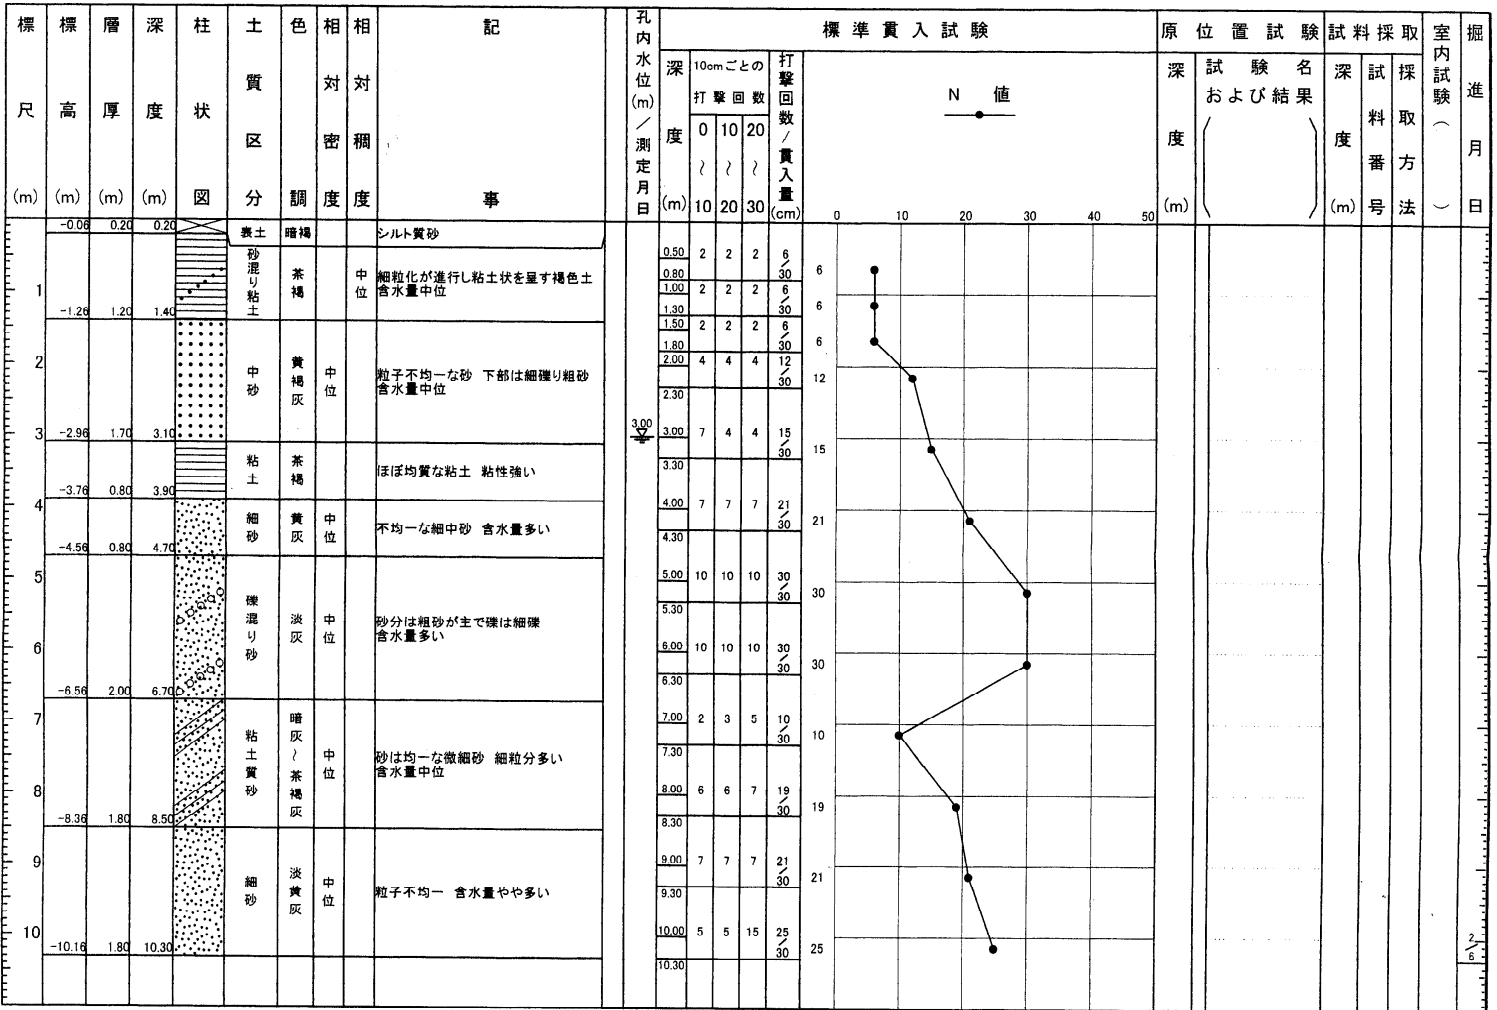 標尺(m) 標高(m) 層厚(m) 深度(m) 柱状図 土質区分 色調 相対密度 相対稠度 記事 孔内水位(m)／測定月日 標準貫入試験 原位置試験 試料採取 室内試験( ) 掘進月日
深度(m) 10cmごとの打撃回数 打撃回数／貫入量(cm) N値 深度(m) 試験名および結果 深度(m) 試料番号 採取方法
0〜10 10〜20 20〜30
0 10 20 30 40 50
-0.06 0.20 0.20 表土 暗褐 シルト質砂
-1.26 1.20 1.40 砂混り粘土 茶褐 中位 細粒化が進行し粘土状を呈す褐色土
含水量中位
-2.96 1.70 3.10 中砂 黄褐灰 中位 粒子不均一な砂 下部は細礫り粗砂
含水量中位
-3.76 0.80 3.90 粘土 茶褐 ほぼ均質な粘土 粘性強い
-4.56 0.80 4.70 細砂 黄灰 中位 不均一な細中砂 含水量多い
-6.56 2.00 6.70 礫混り砂 淡灰 中位 砂分は粗砂が主で礫は細礫
含水量多い
-8.36 1.80 8.50 粘土質砂 暗灰〜茶褐灰 中位 砂は均一な微細砂 細粒分多い
含水量中位
-10.16 1.80 10.30 細砂 淡黄灰 中位 粒子不均一 含水量やや多い
1
2
3
4
5
6
7
8
9
10
3.00
0.50 2 2 2 6/30 6
0.80
1.00 2 2 2 6/30 6
1.30
1.50 2 2 2 6/30 6
1.80
2.00 4 4 4 12/30 12
2.30
3.00 7 4 4 15/30 15
3.30
4.00 7 7 7 21/30 21
4.30
5.00 10 10 10 30/30 30
5.30
6.00 10 10 10 30/30 30
6.30
7.00 2 3 5 10/30 10
7.30
8.00 6 6 7 19/30 19
8.30
9.00 7 7 7 21/30 21
9.30
10.00 5 5 15 25/30 25
10.30
2/6